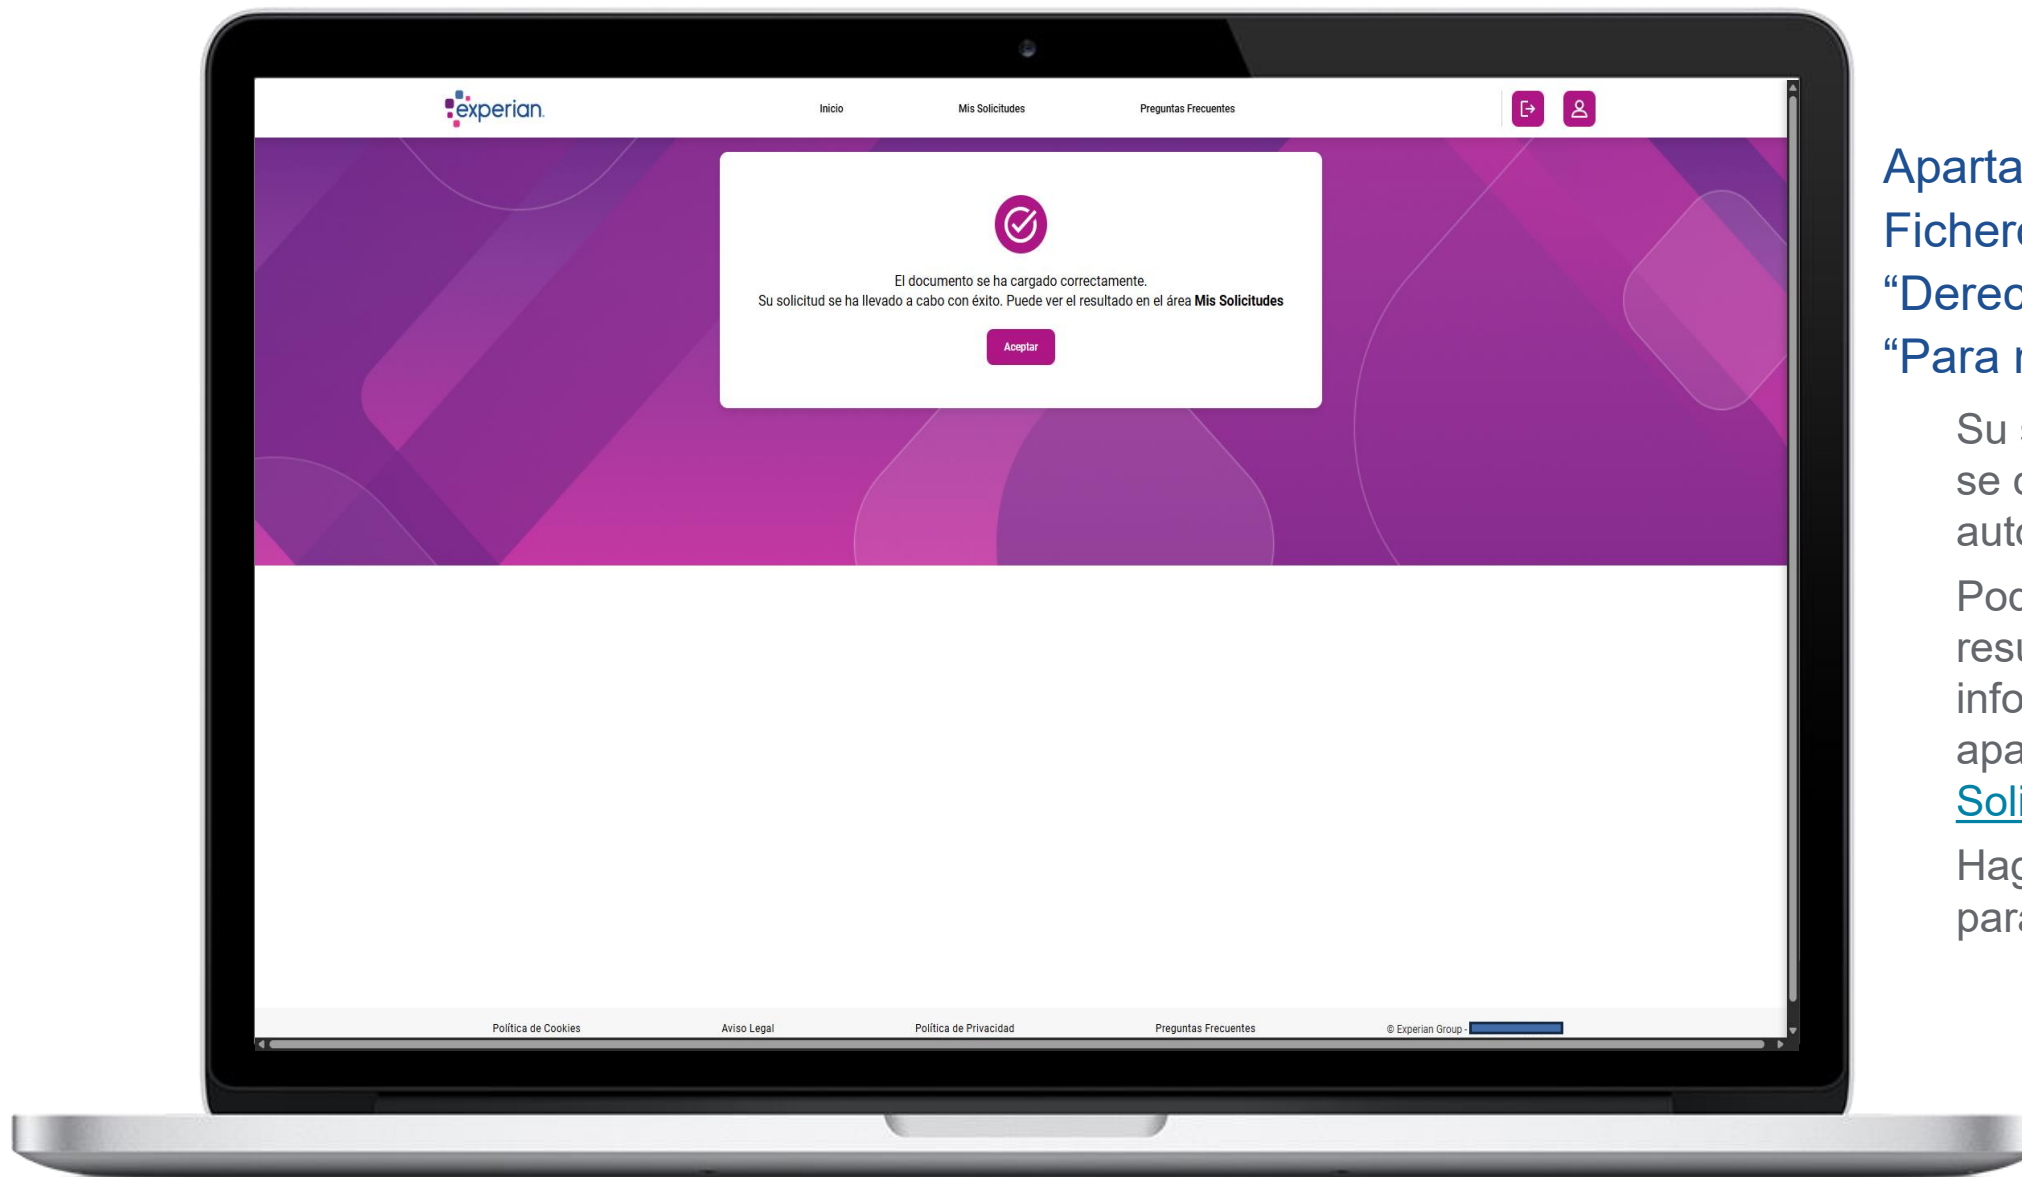 experian.
Inicio
Mis Solicitudes
Preguntas Frecuentes
El documento se ha cargado correctamente.
Su solicitud se ha llevado a cabo con éxito. Puede ver el resultado en el área Mis Solicitudes
Aceptar
Política de Cookies
Aviso Legal
Política de Privacidad
Preguntas Frecuentes
© Experian Group -
Aparta
Fichero
“Derec
“Para
Su
se
auto
Pod
resu
info
apa
Soli
Hag
para